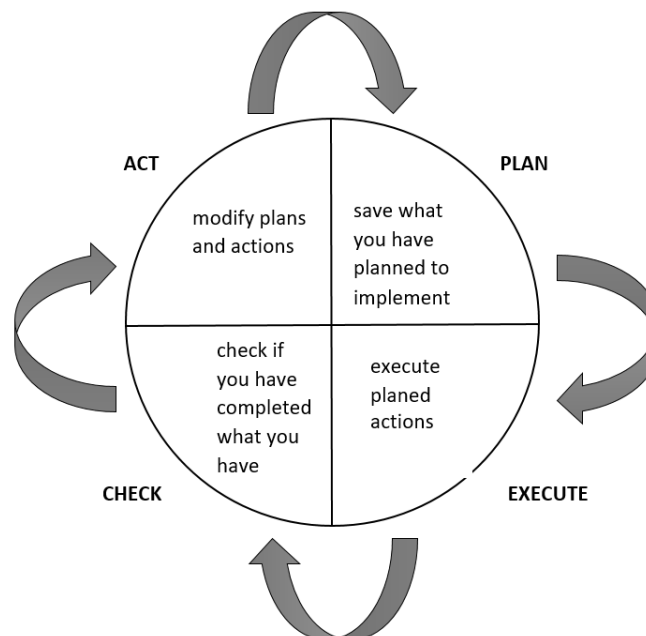 ACT
PLAN
modify plans
and actions
save what
you have
planned to
implement
check if
you have
completed
what you
have
execute
planed
actions
CHECK
EXECUTE